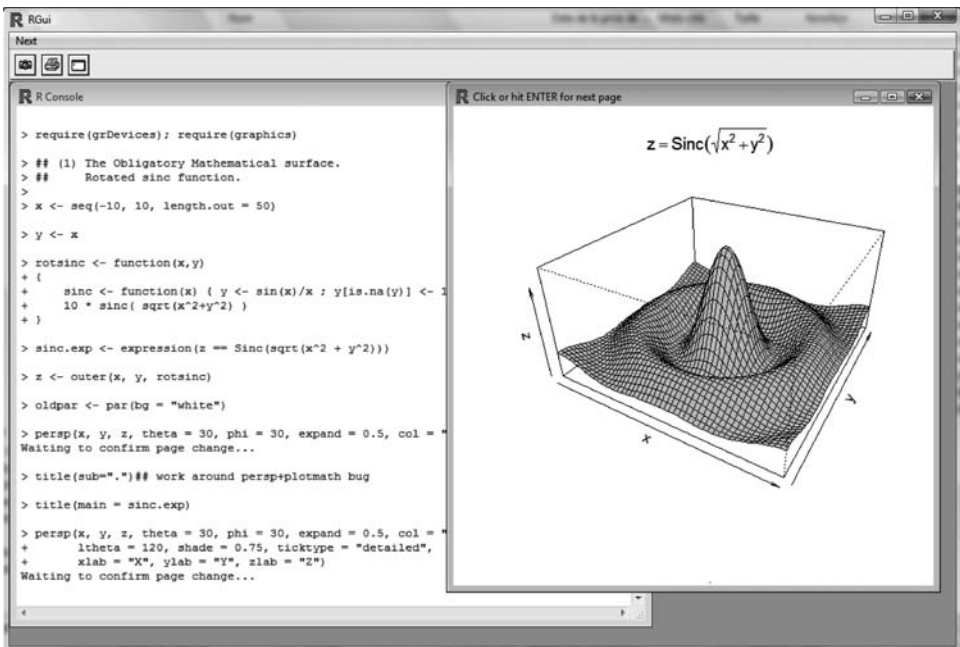 RGui
Next
R Console
> require(grDevices); require(graphics)
> ## (1) The Obligatory Mathematical surface.
> ##     Rotated sinc function.
>
> x <- seq(-10, 10, length.out = 50)
> y <- x
> rotsinc <- function(x,y)
+ {
+     sinc <- function(x) { y <- sin(x)/x ; y[is.na(y)] <- 1
+     10 * sinc( sqrt(x^2+y^2) )
+ }
> sinc.exp <- expression(z == Sinc(sqrt(x^2 + y^2)))
> z <- outer(x, y, rotsinc)
> oldpar <- par(bg = "white")
> persp(x, y, z, theta = 30, phi = 30, expand = 0.5, col = "
Waiting to confirm page change...
> title(sub=".")## work around persp+plotmath bug
> title(main = sinc.exp)
> persp(x, y, z, theta = 30, phi = 30, expand = 0.5, col = "
+       ltheta = 120, shade = 0.75, ticktype = "detailed",
+       xlab = "X", ylab = "Y", zlab = "Z")
Waiting to confirm page change...
Click or hit ENTER for next page
z = Sinc(√x² + y²)
z
x
y